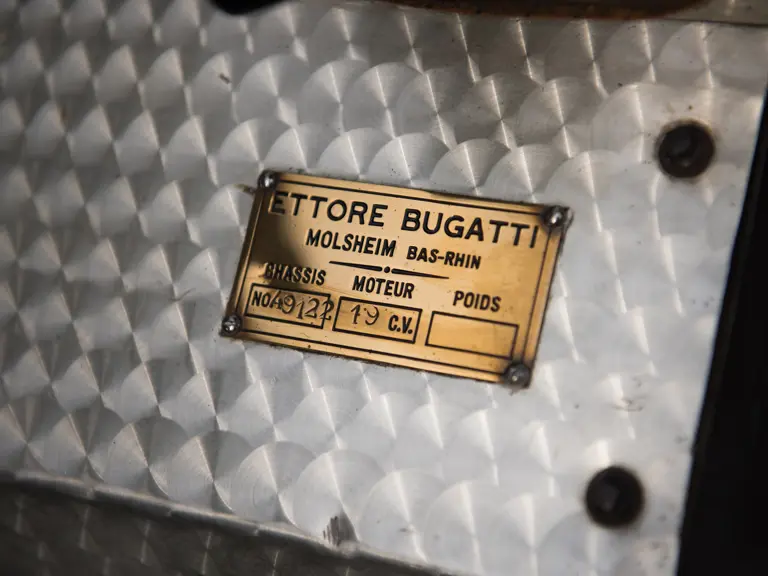 ETTORE BUGATTI
MOLSHEIM BAS-RHIN
CHASSIS MOTEUR POIDS
NO 49122 19 C.V.